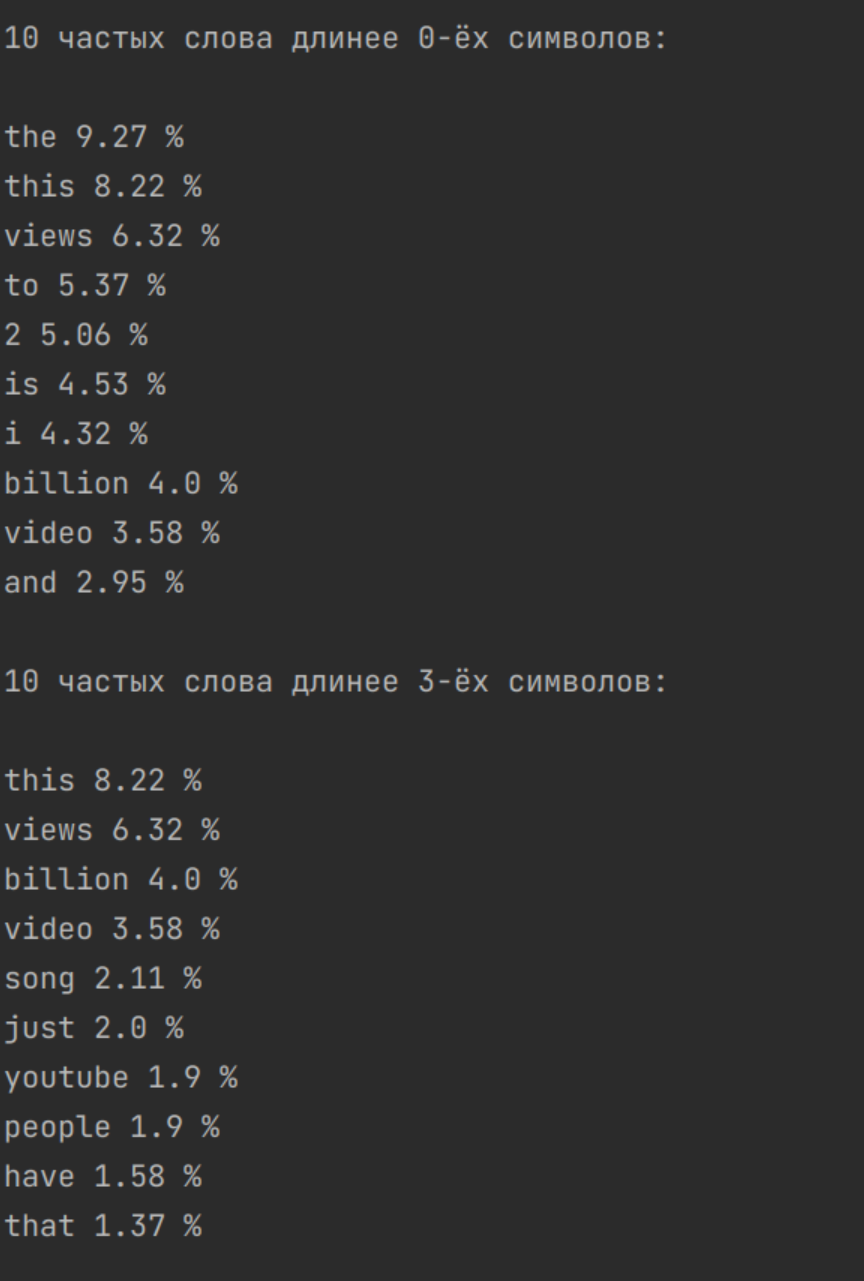 10 частых слова длинее 0-ёх символов:
the 9.27 %
this 8.22 %
views 6.32 %
to 5.37 %
2 5.06 %
is 4.53 %
i 4.32 %
billion 4.0 %
video 3.58 %
and 2.95 %
10 частых слова длинее 3-ёх символов:
this 8.22 %
views 6.32 %
billion 4.0 %
video 3.58 %
song 2.11 %
just 2.0 %
youtube 1.9 %
people 1.9 %
have 1.58 %
that 1.37 %